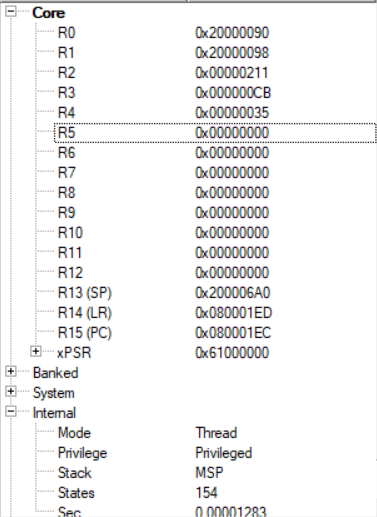 Core
R0 0x20000090
R1 0x20000098
R2 0x00000211
R3 0x000000CB
R4 0x00000035
R5 0x00000000
R6 0x00000000
R7 0x00000000
R8 0x00000000
R9 0x00000000
R10 0x00000000
R11 0x00000000
R12 0x00000000
R13 (SP) 0x200006A0
R14 (LR) 0x080001ED
R15 (PC) 0x080001EC
xPSR 0x61000000
Banked
System
Internal
Mode Thread
Privilege Privileged
Stack MSP
States 154
Sec 0.00001283